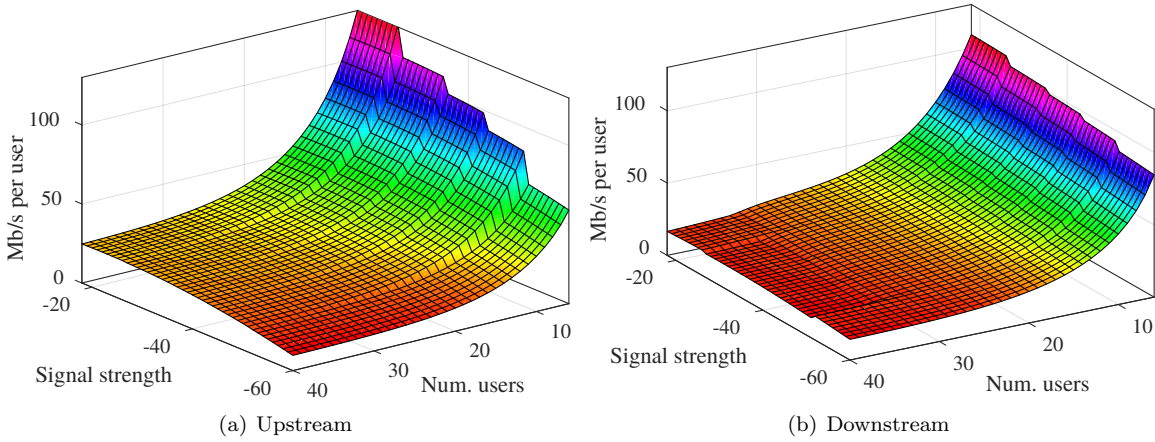 Mb/s per user
100
50
0
-20
-40
-60
Signal strength
40
30
20
10
Num. users
(a) Upstream
Mb/s per user
100
50
0
-20
-40
-60
Signal strength
40
30
20
10
Num. users
(b) Downstream